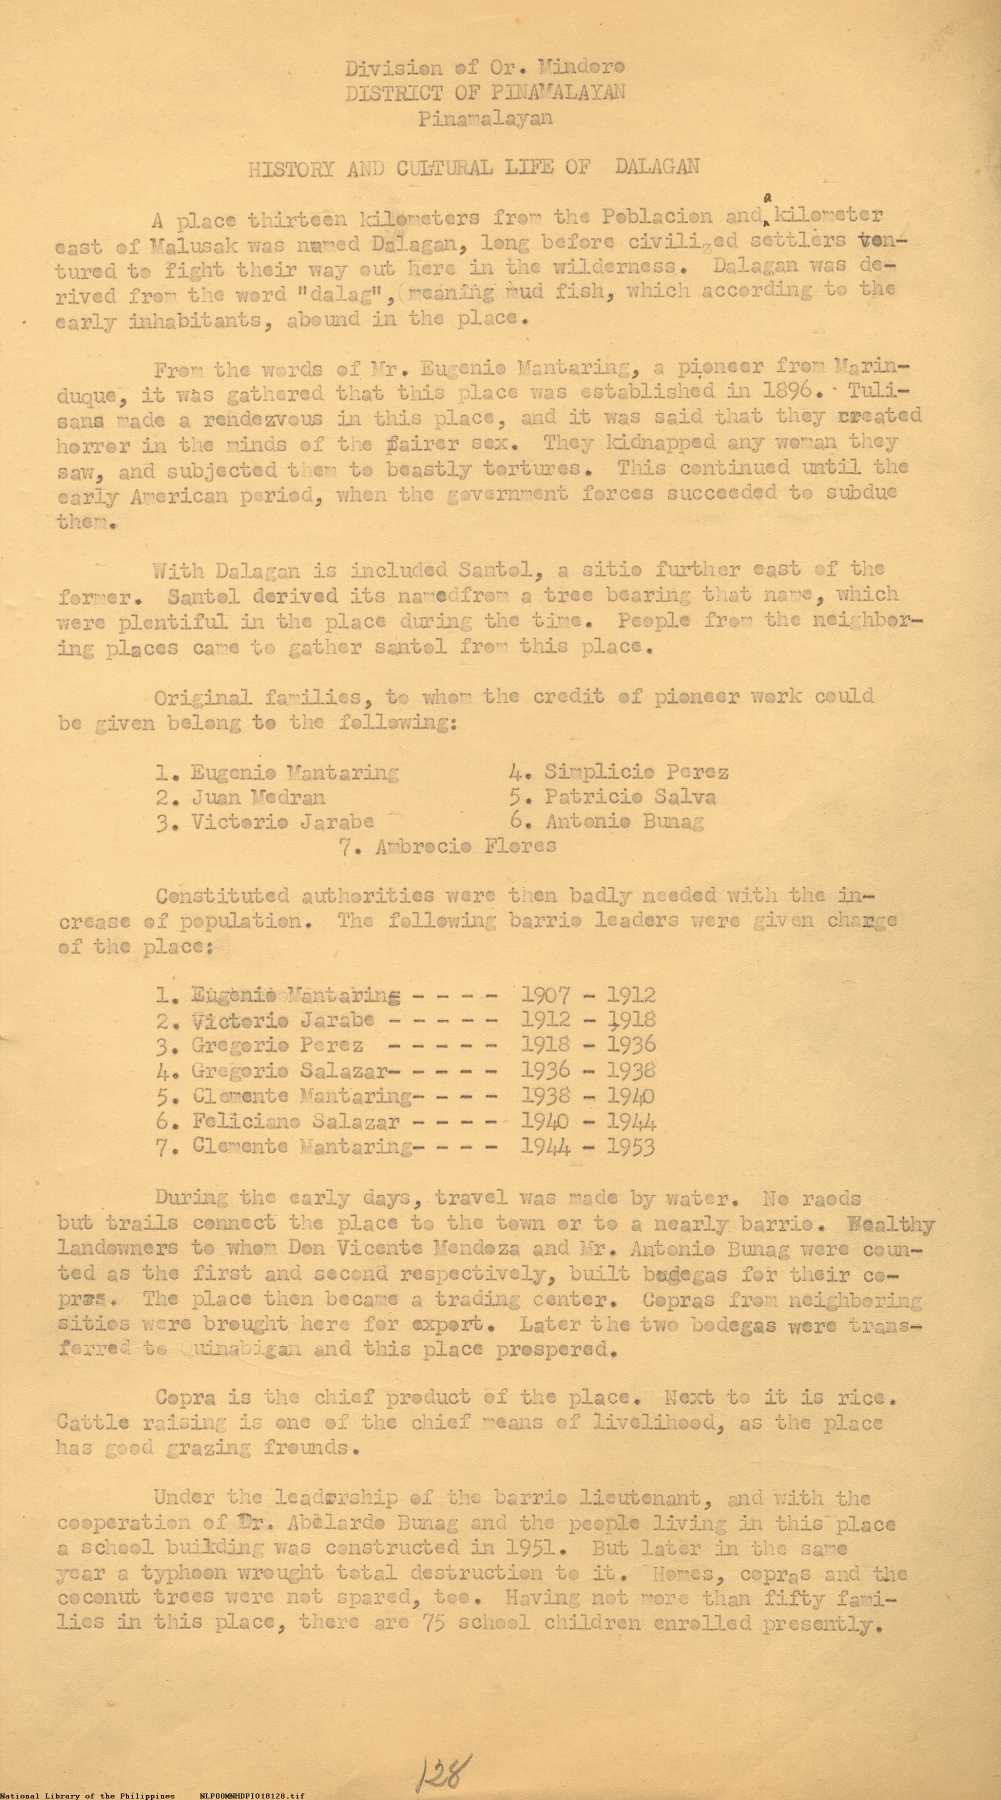 Division of Or. Mindoro
DISTRICT OF PINAMALAYAN
Pinamalayan
HISTORY AND CULTURAL LIFE OF DALAGAN
A place thirteen kilometers from the Poblacion and a kilometer
east of Malusak was named Dalagan, long before civilized settlers ven-
tured to fight their way out here in the wilderness. Dalagan was de-
rived from the word "dalag", (meaning mud fish, which according to the
early inhabitants, abound in the place.
From the words of Mr. Eugenio Mantaring, a pioneer from Marin-
duque, it was gathered that this place was established in 1896. Tuli-
sans made a rendezvous in this place, and it was said that they created
horror in the minds of the fairer sex. They kidnapped any woman they
saw, and subjected them to beastly tortures. This continued until the
early American period, when the government forces succeeded to subdue
them.
With Dalagan is included Santol, a sitio further east of the
former. Santol derived its namedfrom a tree bearing that name, which
were plentiful in the place during the time. People from the neighbor-
ing places came to gather santol from this place.
Original families, to whom the credit of pioneer work could
be given belong to the following:
1. Eugenio Mantaring 4. Simplicio Perez
2. Juan Medran 5. Patricio Salva
3. Victorio Jarabe 6. Antonio Bunag
7. Ambrocio Flores
Constituted authorities were then badly needed with the in-
crease of population. The following barrio leaders were given charge
of the place:
1. Eugenio Mantaring - - - - 1907 - 1912
2. Victorio Jarabe - - - - - 1912 - 1918
3. Gregorio Perez - - - - - 1918 - 1936
4. Gregorio Salazar- - - - - 1936 - 1938
5. Clemente Mantaring- - - - 1938 - 1940
6. Feliciano Salazar - - - - 1940 - 1944
7. Clemente Mantaring- - - - 1944 - 1953
During the early days, travel was made by water. No raods
but trails connect the place to the town or to a nearly barrio. Wealthy
landowners to whom Don Vicente Mendoza and Mr. Antonio Bunag were coun-
ted as the first and second respectively, built bodegas for their co-
pras. The place then became a trading center. Copras from neighboring
sitios were brought here for export. Later the two bodegas were trans-
ferred to Quinabigan and this place prospered.
Copra is the chief product of the place. Next to it is rice.
Cattle raising is one of the chief means of livelihood, as the place
has good grazing frounds.
Under the leadership of the barrio lieutenant, and with the
cooperation of Dr. Abelardo Bunag and the people living in this place
a school building was constructed in 1951. But later in the same
year a typhoon wrought total destruction to it. Homes, copras and the
coconut trees were not spared, too. Having not more than fifty fami-
lies in this place, there are 75 school children enrolled presently.
128
National Library of the Philippines NLP00MNHDPI018128.tif